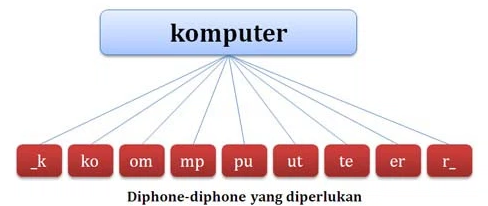 komputer
_k ko om mp pu ut te er r_
Diphone-diphone yang diperlukan